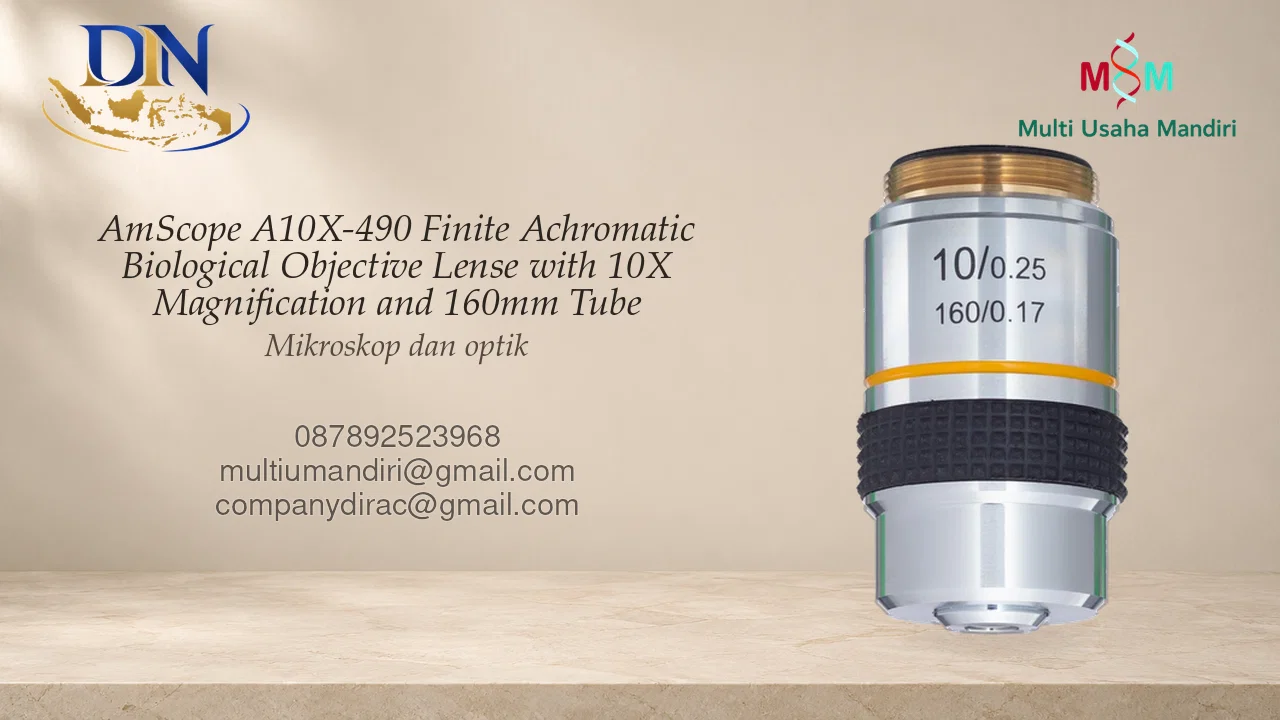 DIN
M M
Multi Usaha Mandiri
AmScope A10X-490 Finite Achromatic
Biological Objective Lense with 10X
Magnification and 160mm Tube
Mikroskop dan optik
087892523968
multiumandiri@gmail.com
companydirac@gmail.com
10/0.25
160/0.17